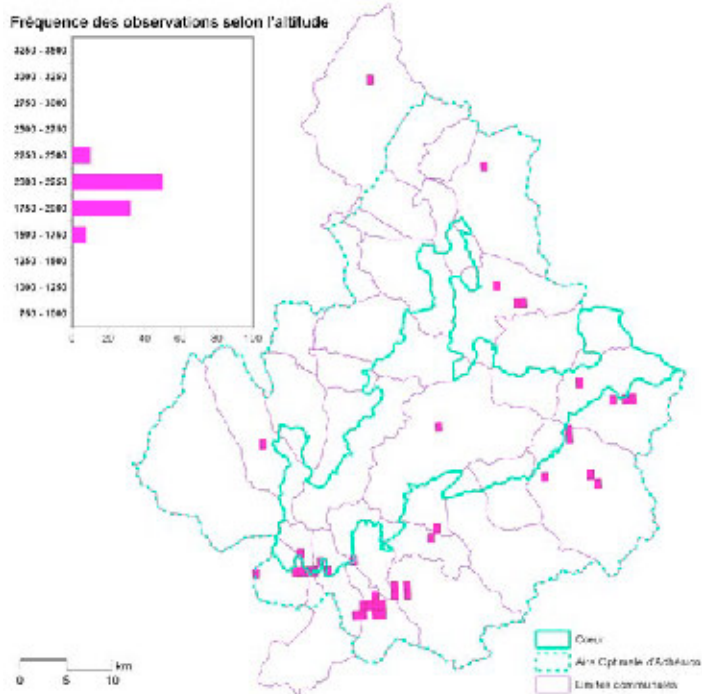 Fréquence des observations selon l'altitude
3250 - 3500
3000 - 3250
2750 - 3000
2500 - 2750
2250 - 2500
2000 - 2250
1750 - 2000
1500 - 1750
1250 - 1500
1000 - 1250
750 - 1000
0 20 40 60 80 100
Coeur
Aire Optimale d'Adhésion
Limites communales
km
0 5 10